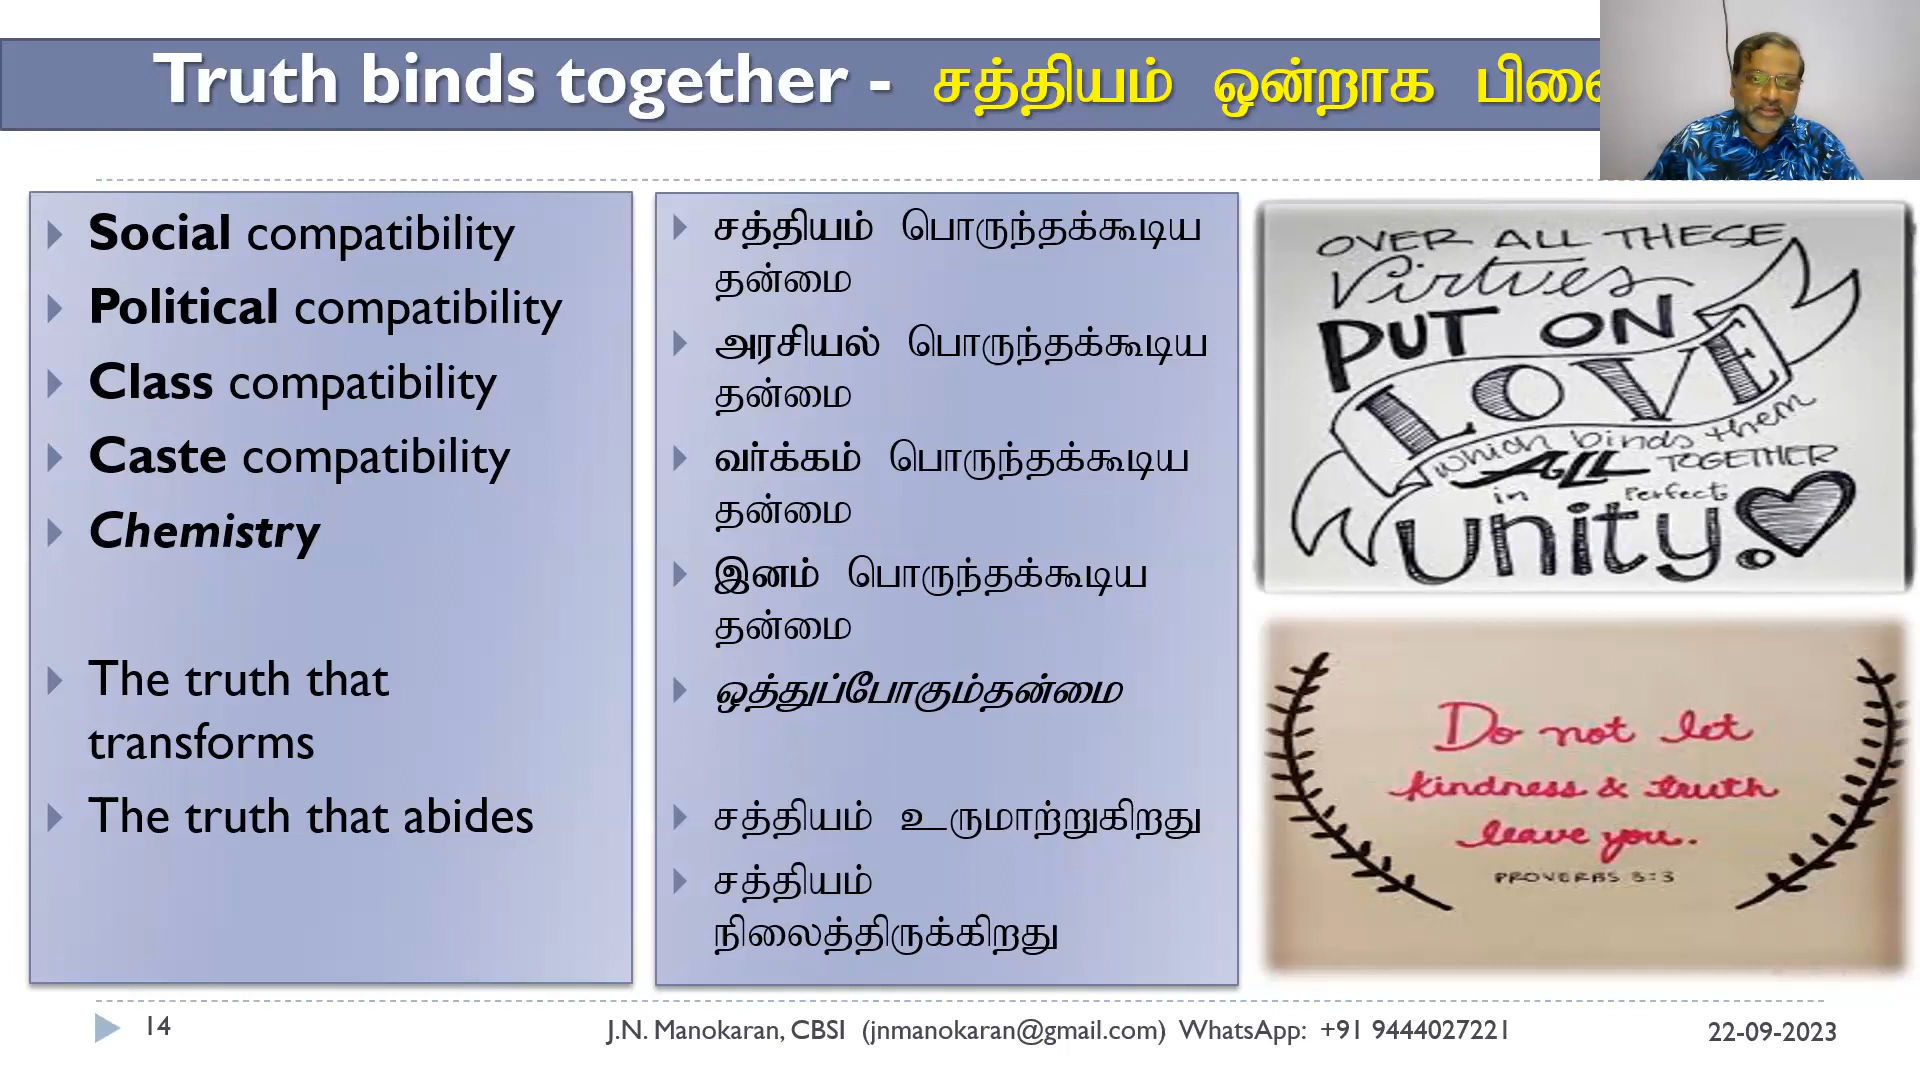 Truth binds together - சத்தியம் ஒன்றாக
Social compatibility
Political compatibility
Class compatibility
Caste compatibility
Chemistry
The truth that
transforms
The truth that abides
சத்தியம் பொருந்தக்கூடிய
தன்மை
அரசியல் பொருந்தக்கூடிய
தன்மை
வர்க்கம் பொருந்தக்கூடிய
தன்மை
இனம் பொருந்தக்கூடிய
தன்மை
ஒத்துப்போகும்தன்மை
சத்தியம் உருமாற்றுகிறது
சத்தியம்
நிலைத்திருக்கிறது
OVER ALL THESE
Virtues
PUT ON
LOVE
which binds them
ALL TOGETHER
in Perfect
unity.
Do not let
kindness & truth
leave you.
PROVERBS 3:3
14
J.N. Manokaran, CBSI (jnmanokaran@gmail.com) WhatsApp: +91 9444027221
22-09-2023